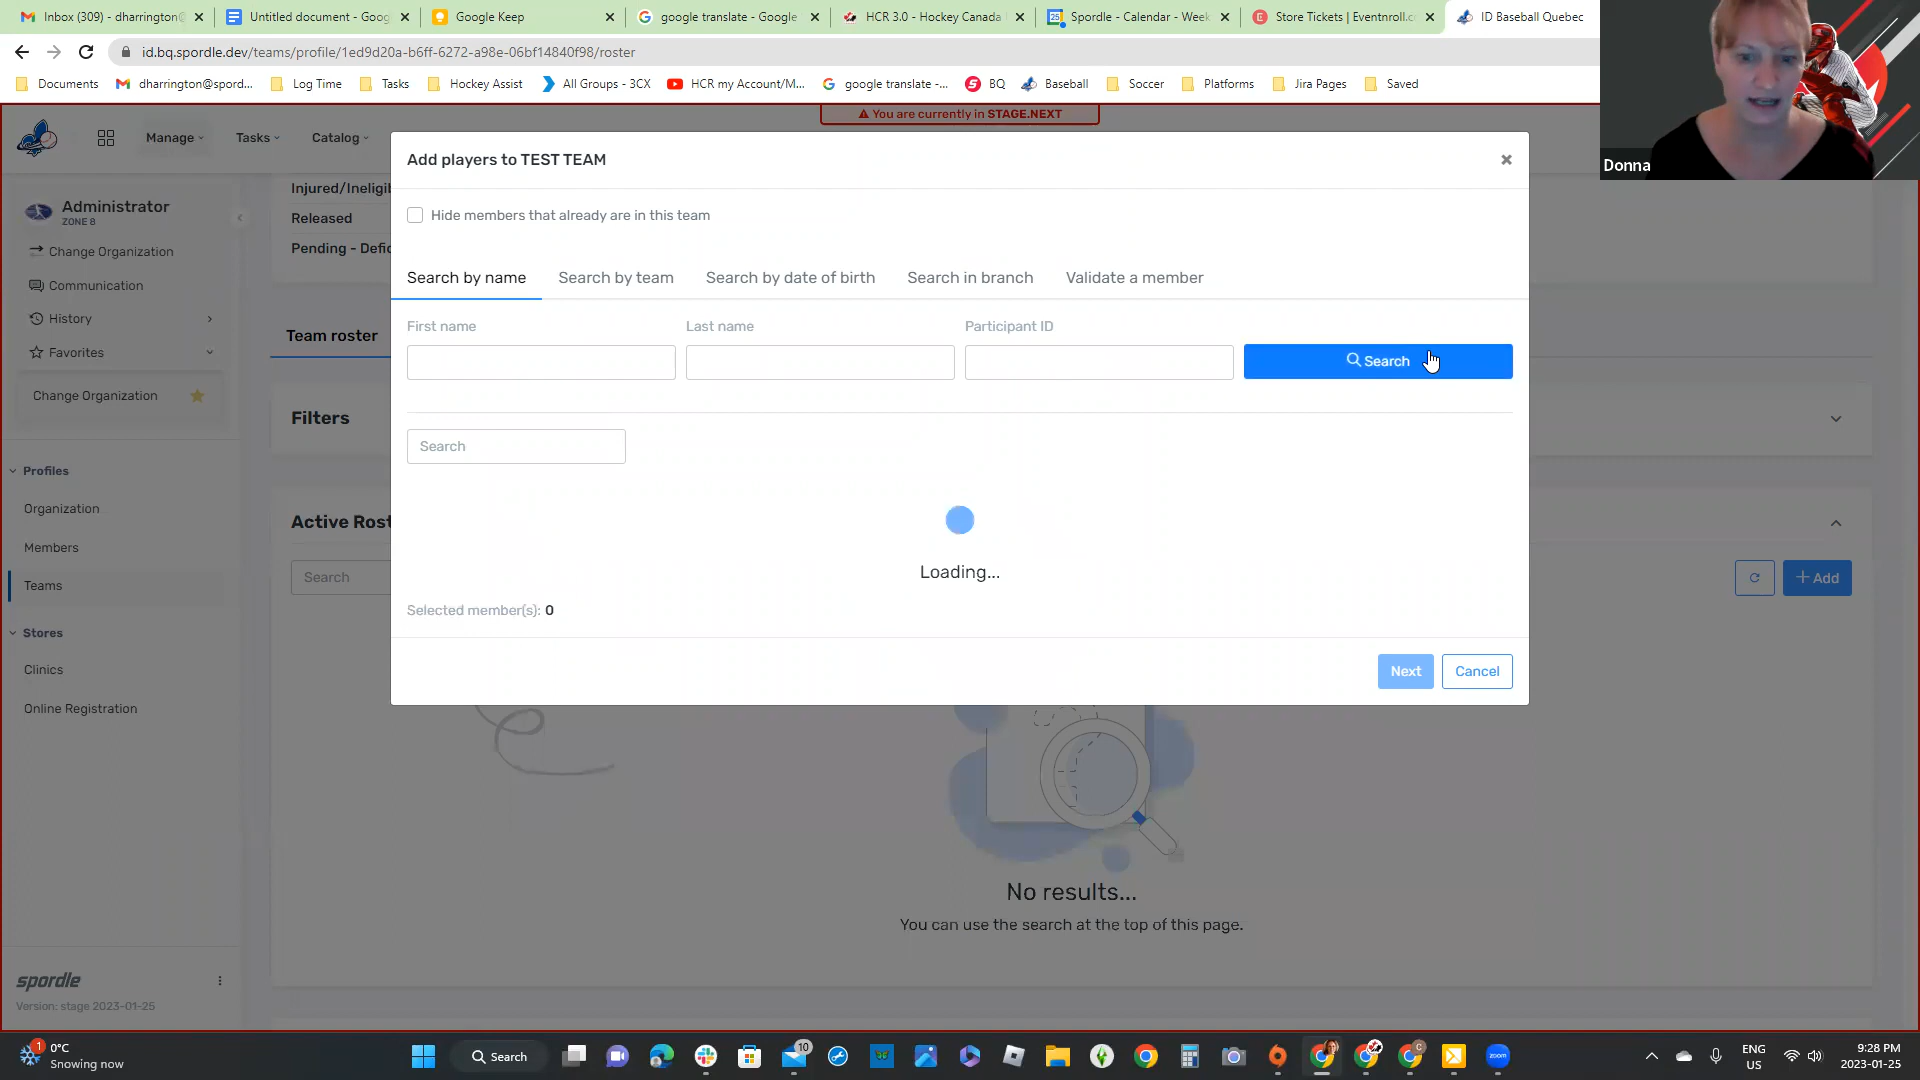 Inbox (309) - dharrington@
Untitled document - Goog
Google Keep
google translate - Google
HCR 3.0 - Hockey Canada
Spordle - Calendar - Week
Store Tickets | Eventnroll.c
ID Baseball Quebec
id.bq.spordle.dev/teams/profile/1ed9d20a-b6ff-6272-a98e-06bf14840f98/roster
Documents
dharrington@spord...
Log Time
Tasks
Hockey Assist
All Groups - 3CX
HCR my Account/M...
google translate -...
BQ
Baseball
Soccer
Platforms
Jira Pages
Saved
You are currently in STAGE.NEXT
Manage
Tasks
Catalog
Donna
Add players to TEST TEAM
Administrator
ZONE 8
Injured/Ineligib
Released
Pending - Defic
Hide members that already are in this team
Change Organization
Communication
History
Favorites
Change Organization
Search by name
Search by team
Search by date of birth
Search in branch
Validate a member
Team roster
First name
Last name
Participant ID
Search
Filters
Search
Profiles
Organization
Members
Teams
Stores
Clinics
Online Registration
Active Rost
Search
Loading...
Add
Selected member(s): 0
Next
Cancel
No results...
You can use the search at the top of this page.
spordle
Version: stage 2023-01-25
1
0°C
Snowing now
Search
10
zoom
ENG
US
9:28 PM
2023-01-25